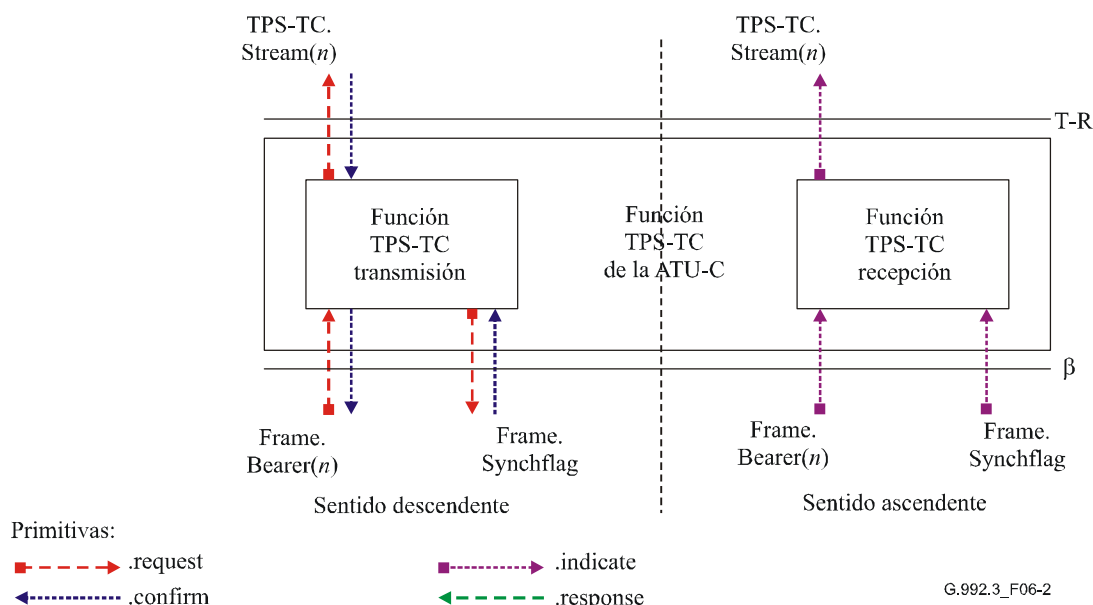 TPS-TC.
Stream(n)
TPS-TC.
Stream(n)
T-R
Función
TPS-TC
transmisión
Función
TPS-TC
de la ATU-C
Función
TPS-TC
recepción
β
Frame.
Bearer(n)
Frame.
Synchflag
Frame.
Bearer(n)
Frame.
Synchflag
Sentido descendente
Sentido ascendente
Primitivas:
.request
.confirm
.indicate
.response
G.992.3_F06-2